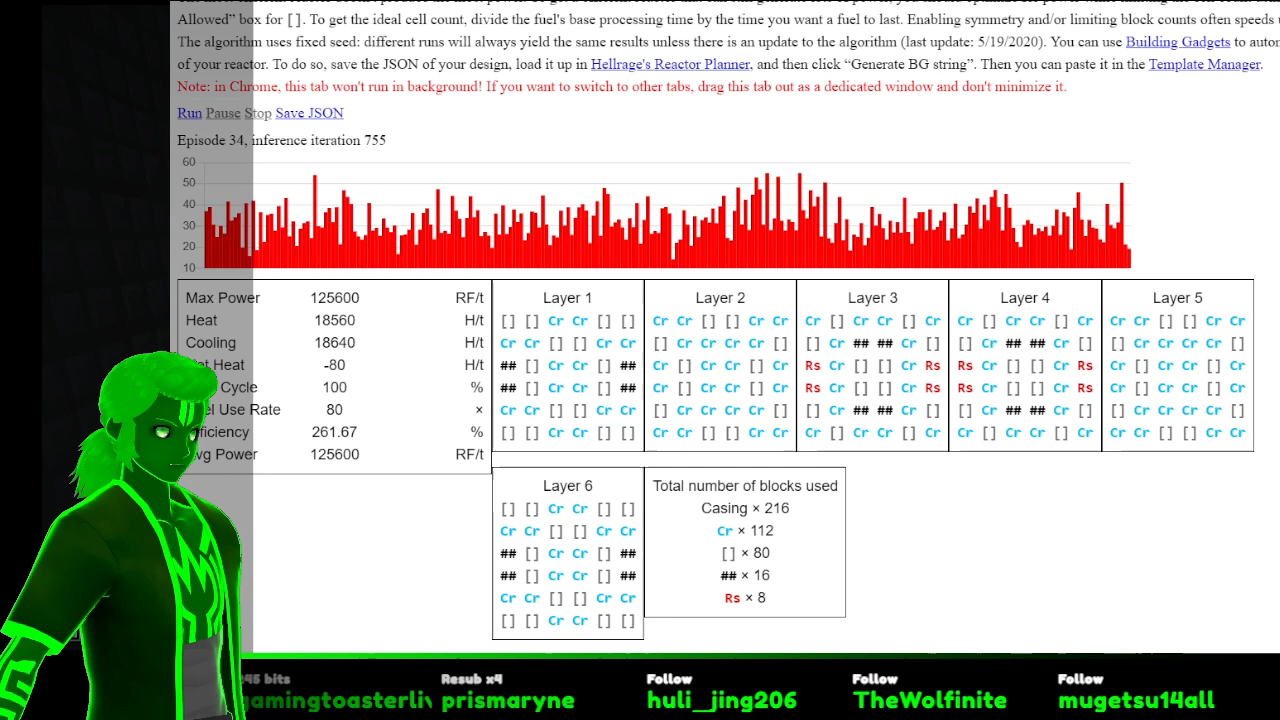 Allowed” box for [ ]. To get the ideal cell count, divide the fuel's base processing time by the time you want a fuel to last. Enabling symmetry and/or limiting block counts often speeds
The algorithm uses fixed seed: different runs will always yield the same results unless there is an update to the algorithm (last update: 5/19/2020). You can use Building Gadgets to
of your reactor. To do so, save the JSON of your design, load it up in Hellrage's Reactor Planner, and then click “Generate BG string”. Then you can paste it in the Template Manager.
Note: in Chrome, this tab won't run in background! If you want to switch to other tabs, drag this tab out as a dedicated window and don't minimize it.
Run Pause Stop Save JSON
Episode 34, inference iteration 755
60
50
40
30
20
10
Max Power 125600 RF/t
Heat 18560 H/t
Cooling 18640 H/t
Heat -80 H/t
Cycle 100 %
Use Rate 80 ×
261.67 %
Power 125600 RF/t
Layer 1
[] [] Cr Cr [] []
Cr Cr [] [] Cr Cr
## [] Cr Cr [] ##
## [] Cr Cr [] ##
Cr Cr [] [] Cr Cr
[] [] Cr Cr [] []
Layer 2
Cr Cr [] [] Cr Cr
[] Cr Cr Cr Cr []
Cr [] Cr Cr [] Cr
Cr [] Cr Cr [] Cr
[] Cr Cr Cr Cr []
Cr Cr [] [] Cr Cr
Layer 3
Cr [] Cr Cr [] Cr
[] Cr ## ## Cr []
Rs Cr [] [] Cr Rs
Rs Cr [] [] Cr Rs
[] Cr ## ## Cr []
Cr [] Cr Cr [] Cr
Layer 4
Cr [] Cr Cr [] Cr
[] Cr ## ## Cr []
Rs Cr [] [] Cr Rs
Rs Cr [] [] Cr Rs
[] Cr ## ## Cr []
Cr [] Cr Cr [] Cr
Layer 5
Cr Cr [] [] Cr Cr
[] Cr Cr Cr Cr []
Cr [] Cr Cr [] Cr
Cr [] Cr Cr [] Cr
[] Cr Cr Cr Cr []
Cr Cr [] [] Cr Cr
Layer 6
[] [] Cr Cr [] []
Cr Cr [] [] Cr Cr
## [] Cr Cr [] ##
## [] Cr Cr [] ##
Cr Cr [] [] Cr Cr
[] [] Cr Cr [] []
Total number of blocks used
Casing × 216
Cr × 112
[] × 80
## × 16
Rs × 8
bits
Resub x4
Follow
Follow
Follow
prismaryne
huli_jing206
TheWolfinite
mugetsu14all